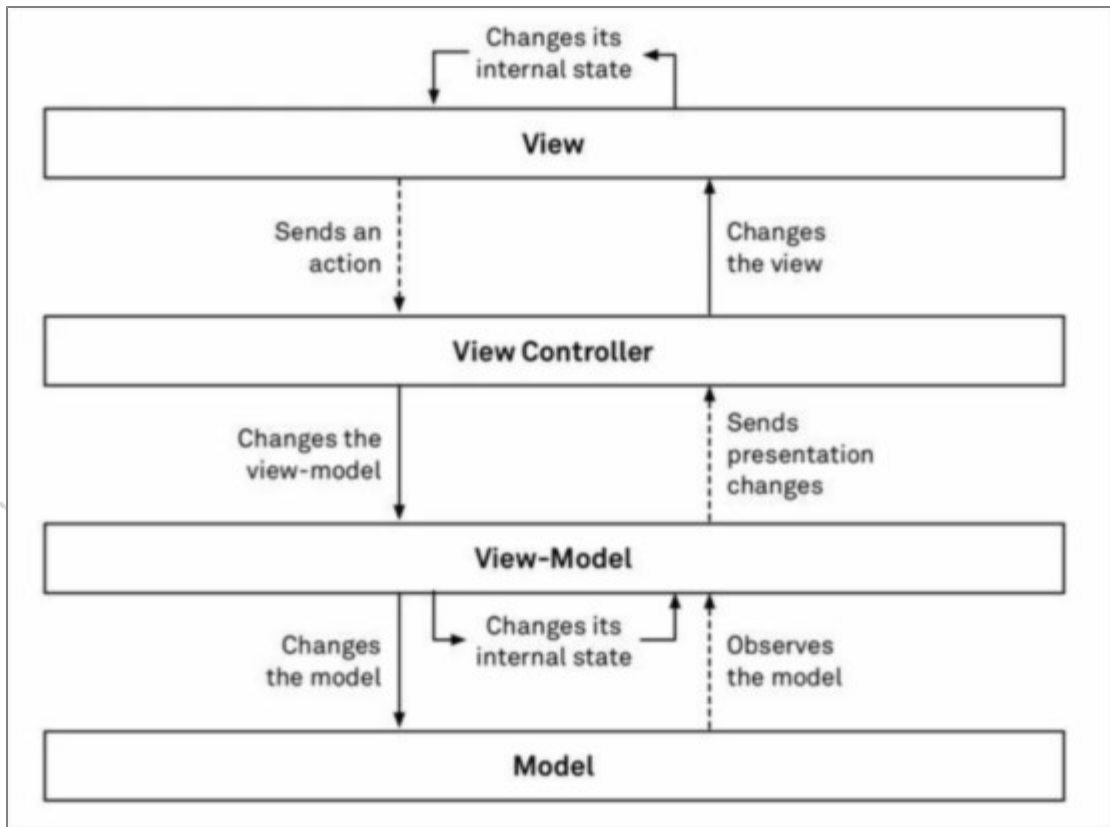 Changes its
internal state
View
Sends an
action
Changes
the view
View Controller
Changes the
view-model
Sends
presentation
changes
View-Model
Changes
the model
Changes its
internal state
Observes
the model
Model